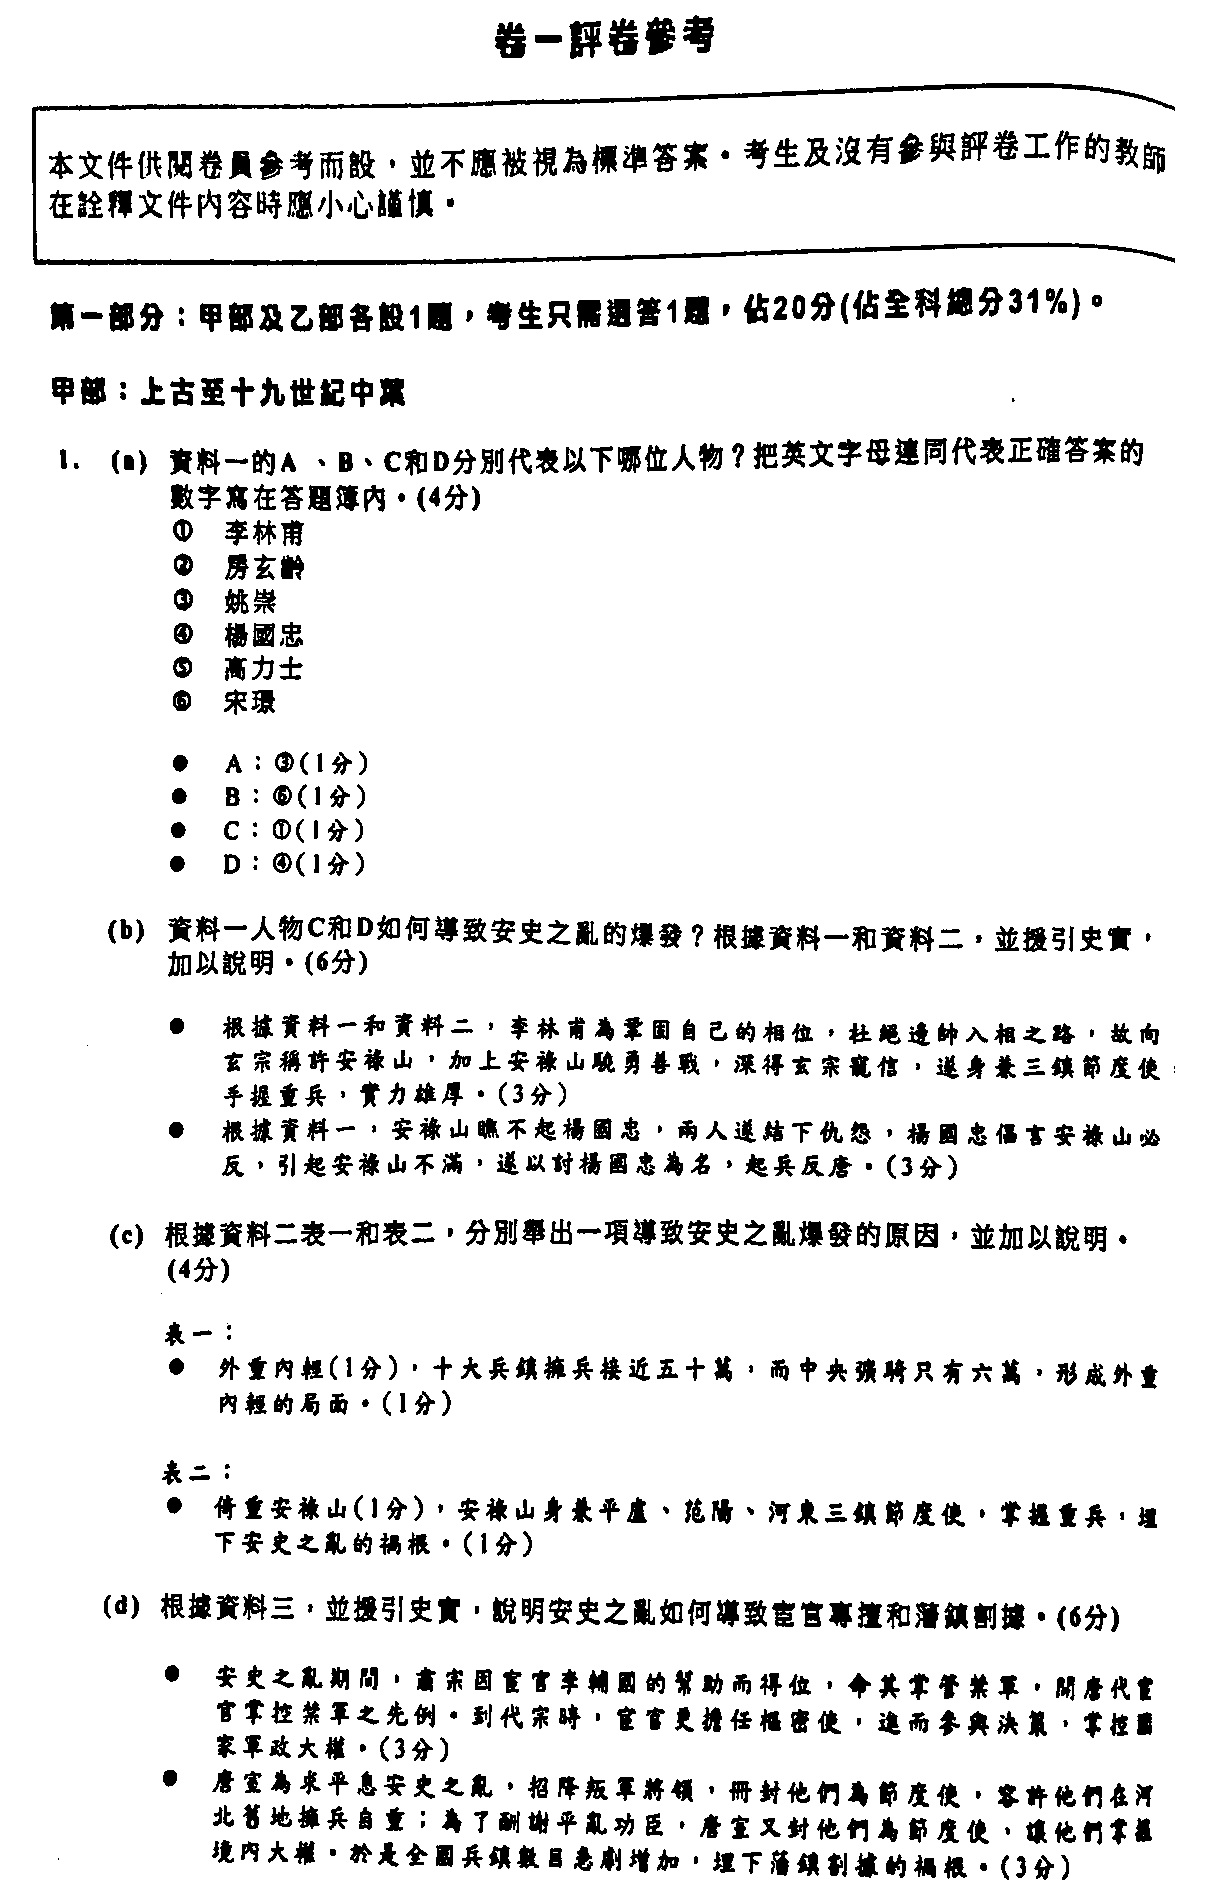 卷一評卷參考
本文件供閱卷員參考而設，並不應被視為標準答案。考生及沒有參與評卷工作的教師
在詮釋文件內容時應小心謹慎。
第一部分：甲部及乙部各設1題，考生只需選答1題，佔20分(佔全科總分31%)。
甲部：上古至十九世紀中葉
1. (a) 資料一的A 、B、C和D分別代表以下哪位人物？把英文字母連同代表正確答案的
數字寫在答題簿內。(4分)
① 李林甫
② 房玄齡
③ 姚崇
④ 楊國忠
⑤ 高力士
⑥ 宋璟
● A：③(1分)
● B：⑥(1分)
● C：①(1分)
● D：④(1分)
(b) 資料一人物C和D如何導致安史之亂的爆發？根據資料一和資料二，並援引史實，
加以說明。(6分)
● 根據資料一和資料二，李林甫為鞏固自己的相位，杜絕邊帥入相之路，故向
玄宗稱許安祿山，加上安祿山驍勇善戰，深得玄宗寵信，遂身兼三鎮節度使
手握重兵，實力雄厚。(3分)
● 根據資料一，安祿山瞧不起楊國忠，兩人遂結下仇怨，楊國忠倡言安祿山必
反，引起安祿山不滿，遂以討楊國忠為名，起兵反唐。(3分)
(c) 根據資料二表一和表二，分別舉出一項導致安史之亂爆發的原因，並加以說明。
(4分)
表一：
● 外重內輕(1分)，十大兵鎮擁兵接近五十萬，而中央彍騎只有六萬，形成外重
內輕的局面。(1分)
表二：
● 倚重安祿山(1分)，安祿山身兼平盧、范陽、河東三鎮節度使，掌握重兵，埋
下安史之亂的禍根。(1分)
(d) 根據資料三，並援引史實，說明安史之亂如何導致宦官專擅和藩鎮割據。(6分)
● 安史之亂期間，肅宗因宦官李輔國的幫助而得位，命其掌管禁軍，開唐代宦
官掌控禁軍之先例。到代宗時，宦官更擔任樞密使，進而參與決策，掌控國
家軍政大權。(3分)
● 唐室為求平息安史之亂，招降叛軍將領，冊封他們為節度使，容許他們在河
北舊地擁兵自重；為了酬謝平亂功臣，唐室又封他們為節度使，讓他們掌握
境內大權。於是全國兵鎮數目急劇增加，埋下藩鎮割據的禍根。(3分)